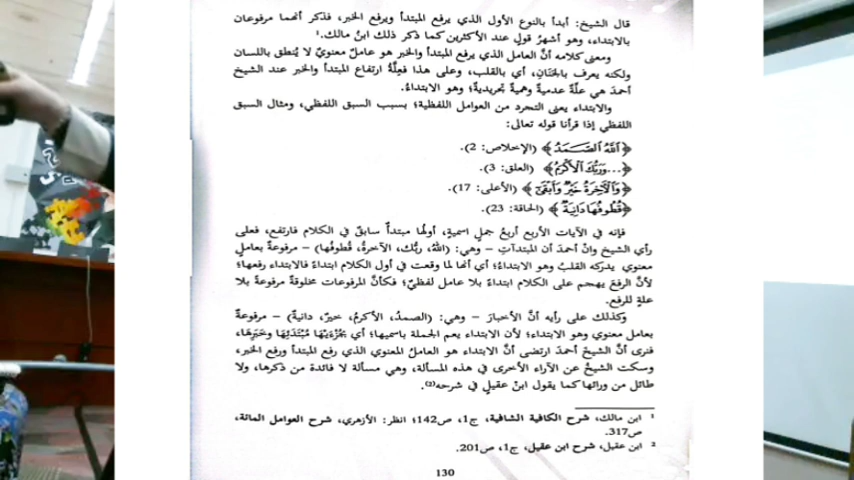 قال الشيخ: أبدأ بالنوع الأول الذي يرفع المبتدأ ويرفع الخبر، فذكر أنهما مرفوعان
بالابتداء، وهو أشهرُ قولٍ عند الأكثرين كما ذكر ذلك ابنُ مالك.¹
ومعنى كلامه أنَّ العامل الذي يرفع المبتدأ والخبر هو عاملٌ معنويٌّ لا يُنطق باللسان
ولكنه يعرف بالجَنَانِ، أي بالقلب، وعلى هذا فعِلَّةُ ارتفاع المبتدأ والخبر عند الشيخ
أحمدَ هي علّةٌ عدميةٌ وهميةٌ تجريديةٌ؛ وهو الابتداءُ.
والابتداء يعنى التجرد من العوامل اللفظية؛ بسبب السبق اللفظي، ومثال السبق
اللفظي إذا قرأنا قوله تعالى:
﴿ٱللَّهُ ٱلصَّمَدُ﴾ (الإخلاص: 2).
﴿...وَرَبُّكَ ٱلْأَكْرَمُ﴾ (العلق: 3).
﴿وَٱلْآخِرَةُ خَيْرٌ وَأَبْقَىٰ﴾ (الأعلى: 17).
﴿قُطُوفُهَا دَانِيَةٌ﴾ (الحاقة: 23).
فإنه في الآيات الأربع أربعُ جملٍ اسميةٍ، أولُها مبتدأٌ سابقٌ في الكلام فارتفع، فعلى
رأي الشيخ وانْ أحمدَ أن المبتدآتِ – وهي: (اللهُ، ربُّك، الآخرةُ، قُطوفُها) – مرفوعةٌ بعاملٍ
معنوي يدركه القلبُ وهو الابتداءُ؛ أي أنها لما وقعت في أول الكلام ابتداءً فالابتداء رفعها؛
لأنَّ الرفعَ يهجم على الكلام ابتداءً بلا عامل لفظيٍّ؛ فكأنَّ المرفوعات مخلوقةٌ مرفوعةٌ بلا
علةٍ للرفع.
وكذلك على رأيه أنَّ الأخبارَ – وهي: (الصمدُ، الأكرمُ، خيرٌ، دانيةٌ) – مرفوعةٌ
بعامل معنوي وهو الابتداء؛ لأن الابتداء يعم الجملة باسميها؛ أي بِجُزْءَيْهَا مُبْتَدَئِهَا وخَبَرِهَا،
فنرى أنَّ الشيخ أحمدَ ارتضى أنَّ الابتداء هو العاملُ المعنوي الذي رفع المبتدأ ورفع الخبر،
وسكت الشيخُ عن الآراء الأخرى في هذه المسألة، وهي مسألة لا فائدة من ذكرها، ولا
طائل من ورائها كما يقول ابنُ عقيلٍ في شرحه⁽²⁾.
¹ ابن مالك، شرح الكافية الشافية، ج1، ص142؛ انظر: الأزهري، شرح العوامل المائة،
ص317.
² ابن عقيل، شرح ابن عقيل، ج1، ص201.
130